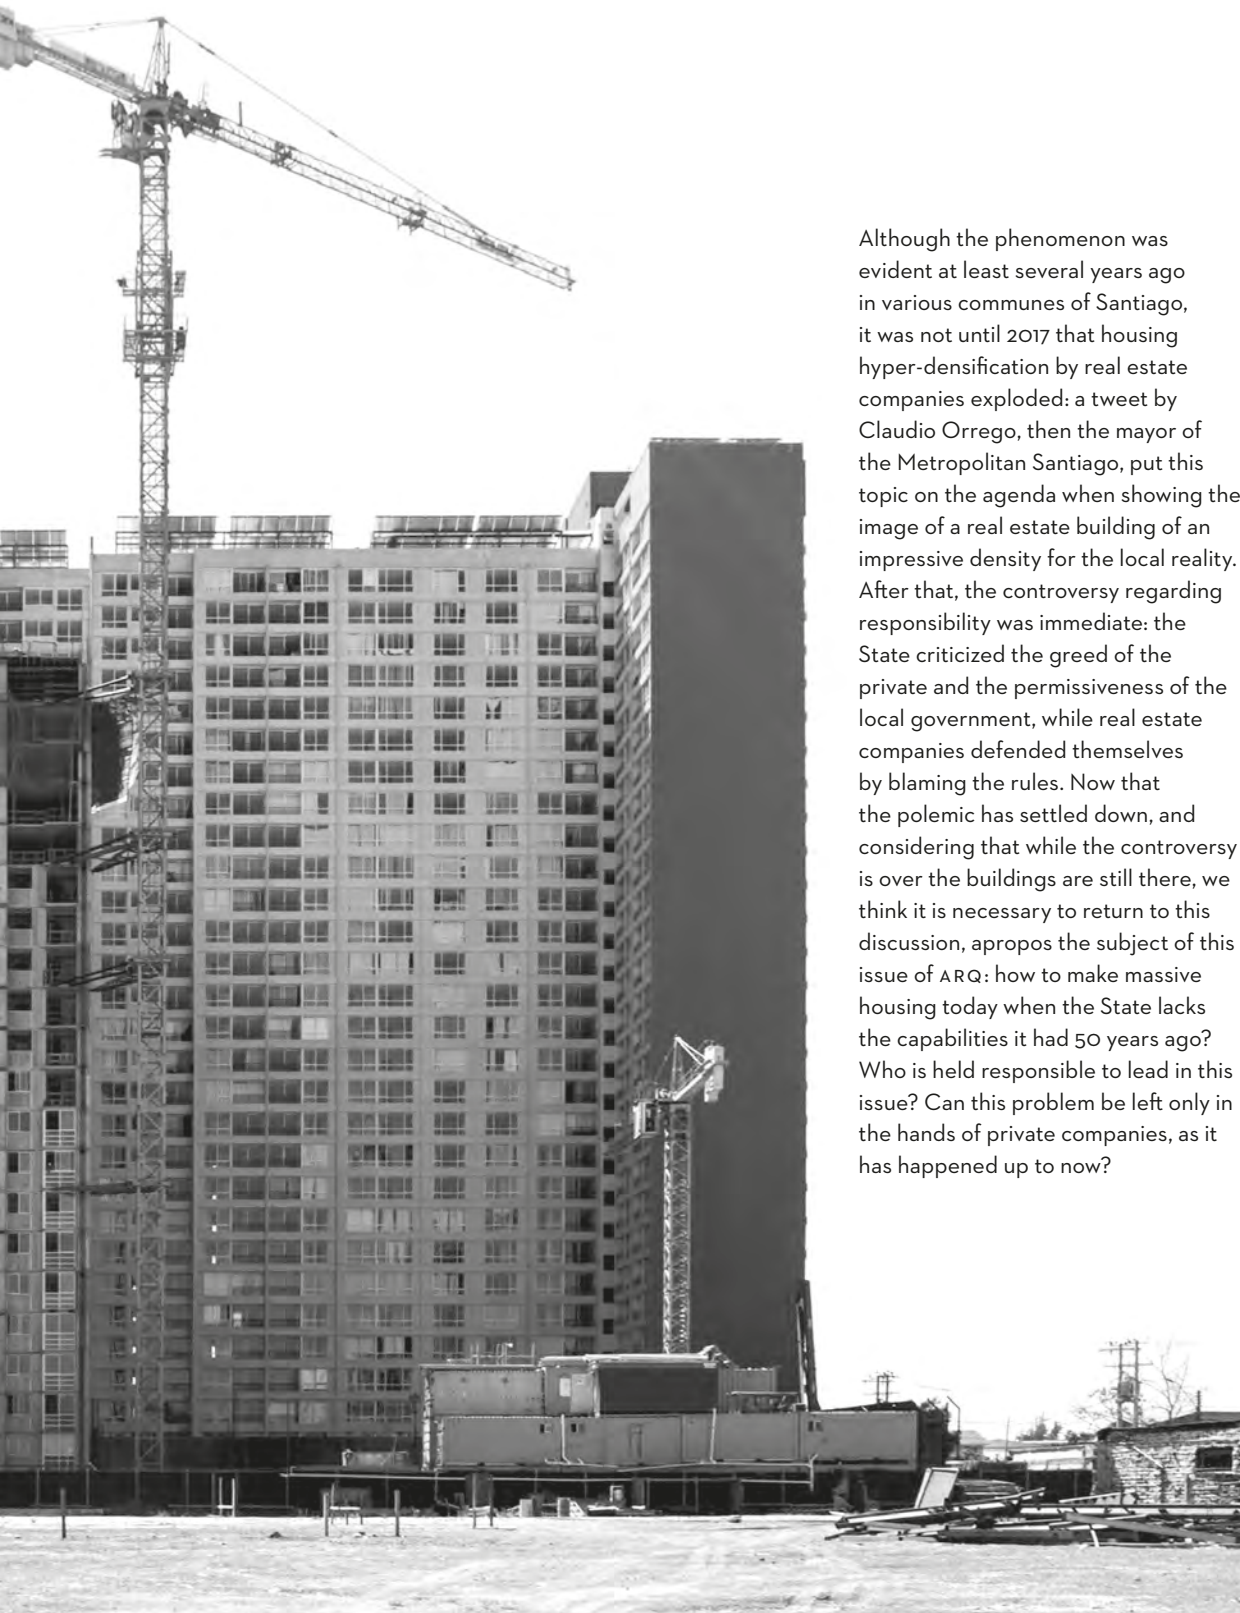 Although the phenomenon was
evident at least several years ago
in various communes of Santiago,
it was not until 2017 that housing
hyper-densification by real estate
companies exploded: a tweet by
Claudio Orrego, then the mayor of
the Metropolitan Santiago, put this
topic on the agenda when showing the
image of a real estate building of an
impressive density for the local reality.
After that, the controversy regarding
responsibility was immediate: the
State criticized the greed of the
private and the permissiveness of the
local government, while real estate
companies defended themselves
by blaming the rules. Now that
the polemic has settled down, and
considering that while the controversy
is over the buildings are still there, we
think it is necessary to return to this
discussion, apropos the subject of this
issue of ARQ: how to make massive
housing today when the State lacks
the capabilities it had 50 years ago?
Who is held responsible to lead in this
issue? Can this problem be left only in
the hands of private companies, as it
has happened up to now?